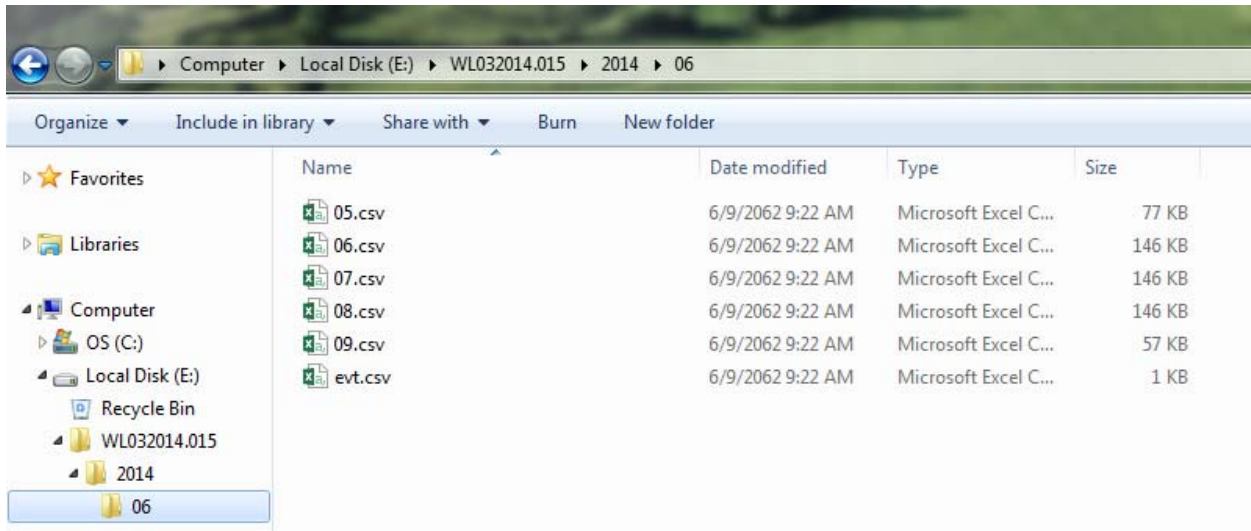 Computer Local Disk (E:) WL032014.015 2014 06
Organize Include in library Share with Burn New folder
Favorites
Libraries
Computer
OS (C:)
Local Disk (E:)
Recycle Bin
WL032014.015
2014
06
Name Date modified Type Size
05.csv 6/9/2062 9:22 AM Microsoft Excel C... 77 KB
06.csv 6/9/2062 9:22 AM Microsoft Excel C... 146 KB
07.csv 6/9/2062 9:22 AM Microsoft Excel C... 146 KB
08.csv 6/9/2062 9:22 AM Microsoft Excel C... 146 KB
09.csv 6/9/2062 9:22 AM Microsoft Excel C... 57 KB
evt.csv 6/9/2062 9:22 AM Microsoft Excel C... 1 KB